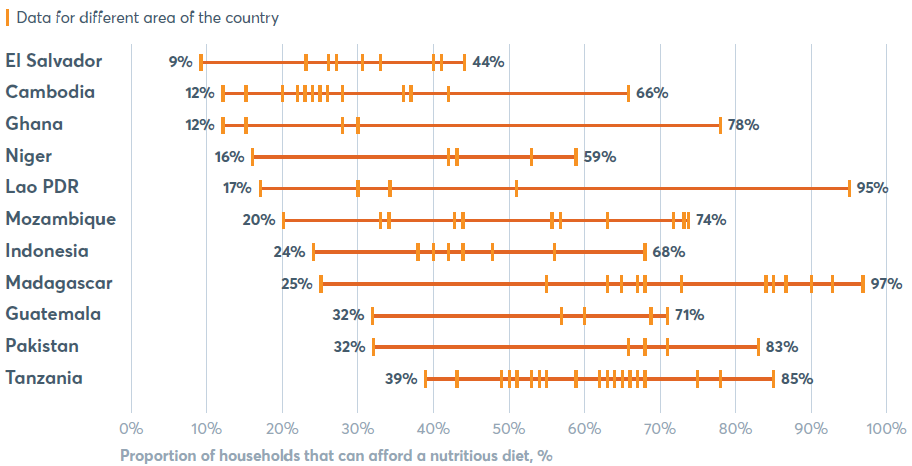 Data for different area of the country
El Salvador 9% 44%
Cambodia 12% 66%
Ghana 12% 78%
Niger 16% 59%
Lao PDR 17% 95%
Mozambique 20% 74%
Indonesia 24% 68%
Madagascar 25% 97%
Guatemala 32% 71%
Pakistan 32% 83%
Tanzania 39% 85%
0% 10% 20% 30% 40% 50% 60% 70% 80% 90% 100%
Proportion of households that can afford a nutritious diet, %